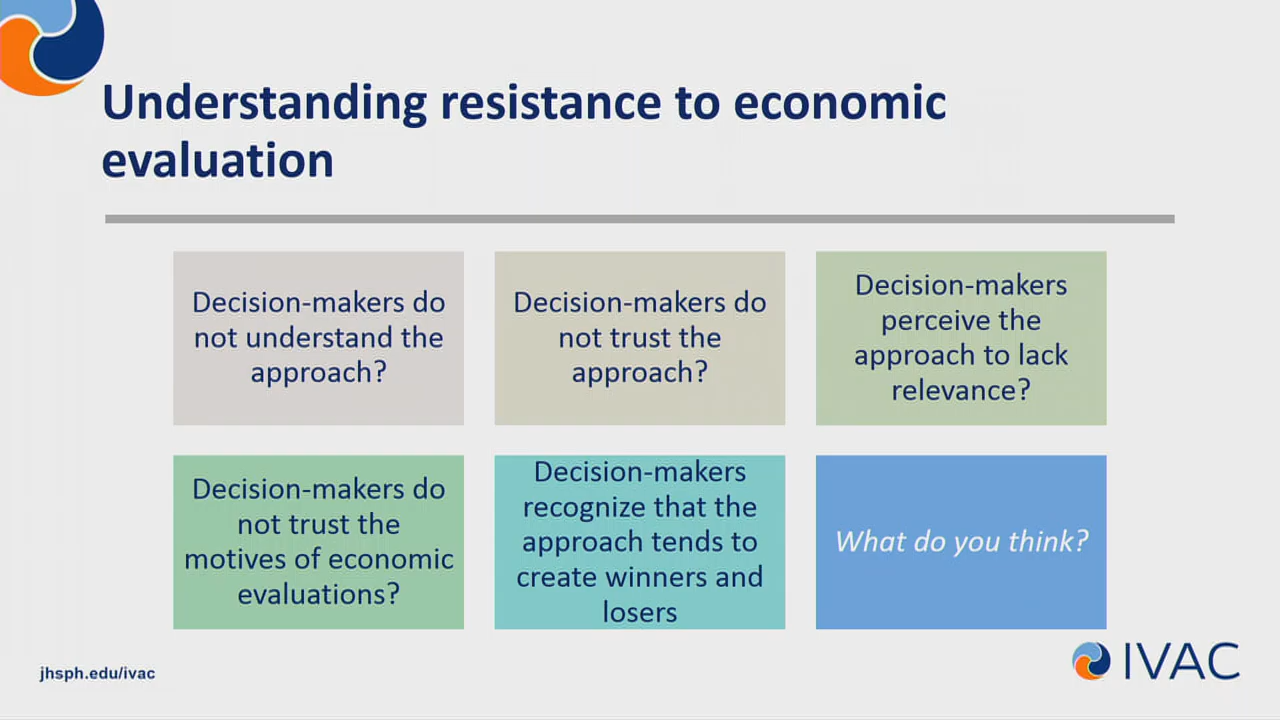 Understanding resistance to economic
evaluation
Decision-makers do
not understand the
approach?
Decision-makers do
not trust the
approach?
Decision-makers
perceive the
approach to lack
relevance?
Decision-makers do
not trust the
motives of economic
evaluations?
Decision-makers
recognize that the
approach tends to
create winners and
losers
What do you think?
jhsph.edu/ivac
IVAC